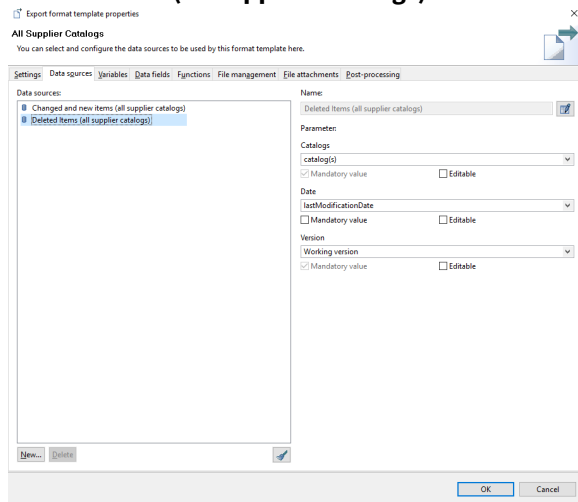 Export format template properties
All Supplier Catalogs
You can select and configure the data sources to be used by this format template here.
Settings Data sources Variables Data fields Functions File management File attachments Post-processing
Data sources:
Changed and new items (all supplier catalogs)
Deleted Items (all supplier catalogs)
Name:
Deleted Items (all supplier catalogs)
Parameter:
Catalogs
catalog(s)
Mandatory value Editable
Date
lastModificationDate
Mandatory value Editable
Version
Working version
Mandatory value Editable
New... Delete
OK Cancel